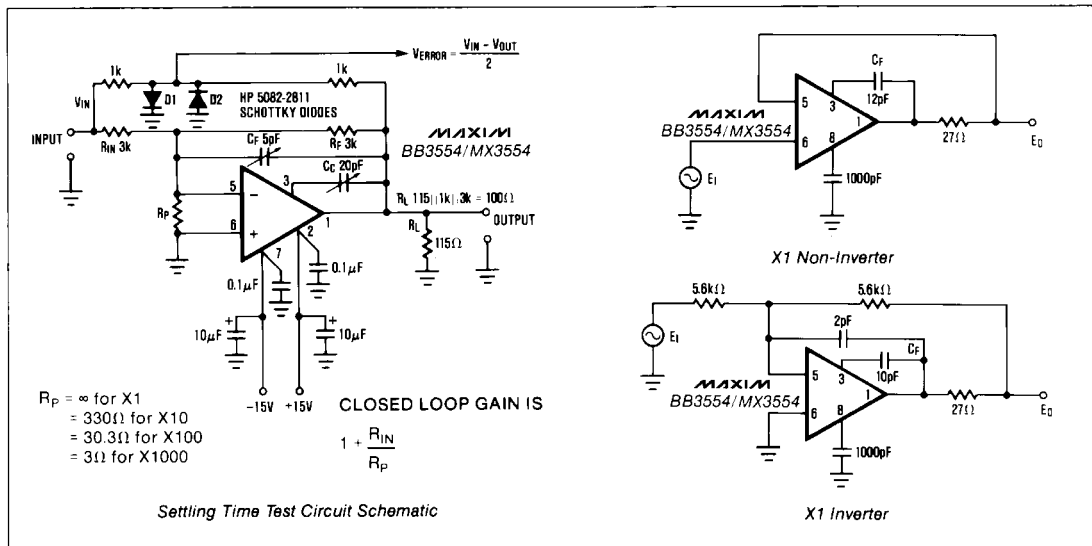 VERROR = VIN − VOUT
2
1k
1k
VIN
D1
D2
HP 5082-2811
SCHOTTKY DIODES
INPUT
RIN 3k
RF 3k
CF 5pF
MAXIM
BB3554/MX3554
CC 20pF
3
5
−
RP
6
+
1
2
7
RL 115||1k||3k = 100Ω
RL
115Ω
OUTPUT
0.1μF
0.1μF
+
10μF
+
10μF
−15V
+15V
RP = ∞ for X1
= 330Ω for X10
= 30.3Ω for X100
= 3Ω for X1000
CLOSED LOOP GAIN IS
1 + RIN
RP
Settling Time Test Circuit Schematic
CF
12pF
5
3
1
MAXIM
BB3554/MX3554
6
8
27Ω
EO
EI
1000pF
X1 Non-Inverter
5.6kΩ
5.6kΩ
EI
2pF
CF
10pF
5
3
1
MAXIM
BB3554/MX3554
6
8
27Ω
EO
1000pF
X1 Inverter